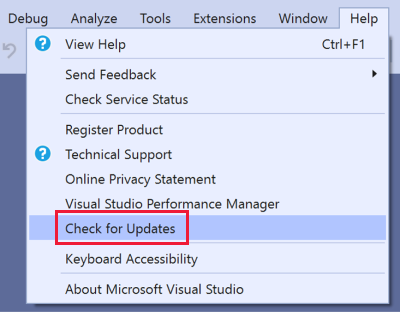 Debug Analyze Tools Extensions Window Help
? View Help Ctrl+F1
Send Feedback
Check Service Status
Register Product
? Technical Support
Online Privacy Statement
Visual Studio Performance Manager
Check for Updates
Keyboard Accessibility
About Microsoft Visual Studio